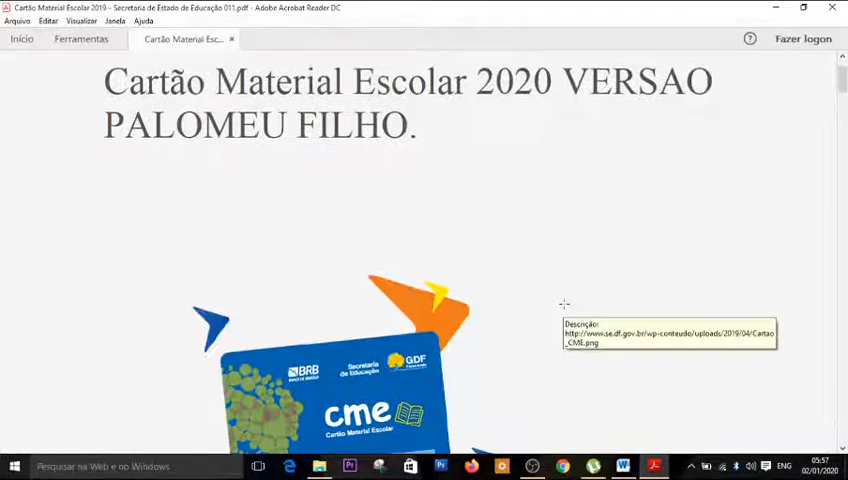 Cartão Material Escolar 2019 - Secretaria de Estado de Educação 011.pdf - Adobe Acrobat Reader DC
Arquivo Editar Visualizar Janela Ajuda
Início Ferramentas Cartão Material Esc... × ? Fazer logon
Cartão Material Escolar 2020 VERSAO
PALOMEU FILHO.
Descrição:
http://www.se.df.gov.br/wp-conteudo/uploads/2019/04/Cartao
_CME.png
BRB
Secretaria
de Educação
GDF
cme
Cartão Material Escolar
Pesquisar na Web e no Windows
ENG
05:57
02/01/2020